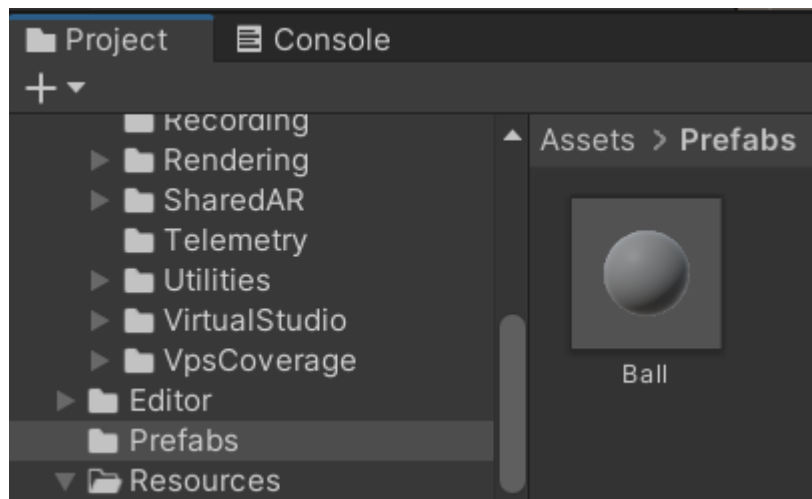 Project
Console
Recording
Rendering
SharedAR
Telemetry
Utilities
VirtualStudio
VpsCoverage
Editor
Prefabs
Resources
Assets > Prefabs
Ball